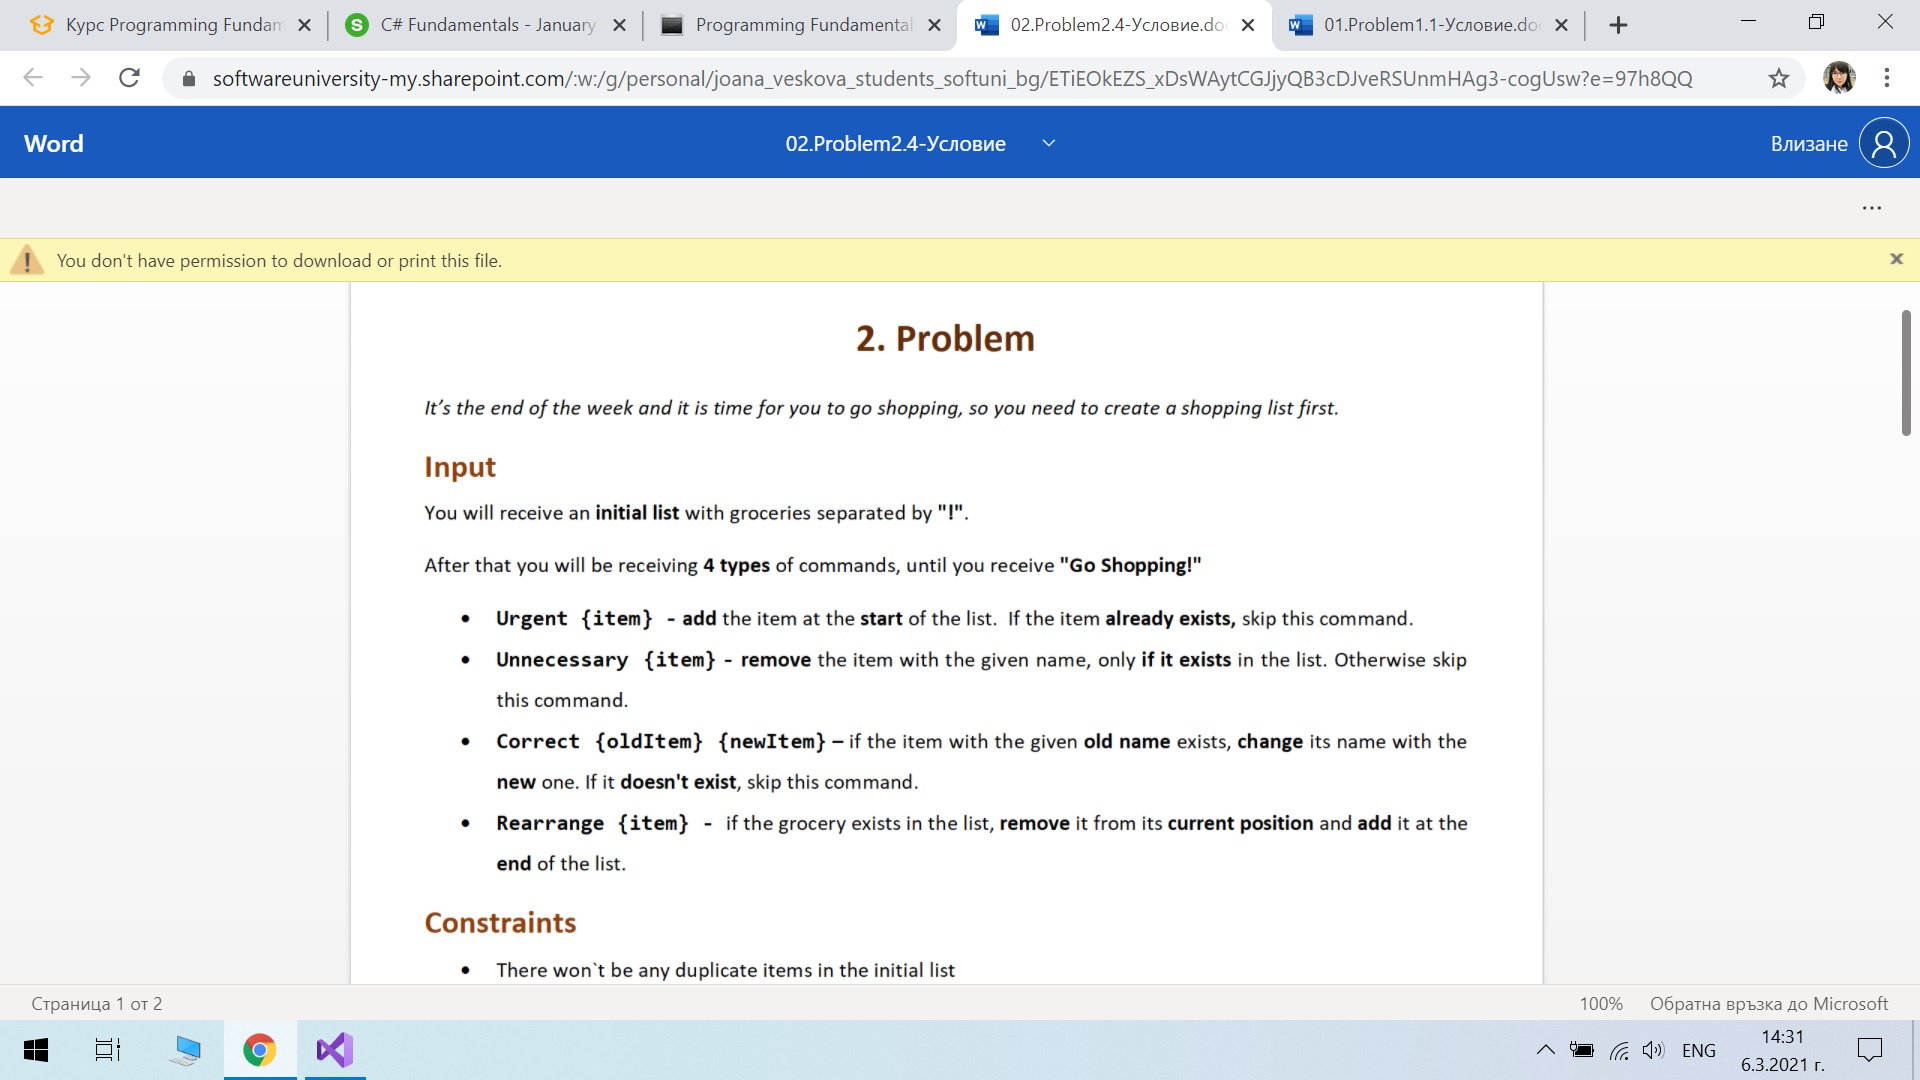 Курс Programming Fundam
C# Fundamentals - January
Programming Fundamental
02.Problem2.4-Условие.do
01.Problem1.1-Условие.do
softwareuniversity-my.sharepoint.com/:w:/g/personal/joana_veskova_students_softuni_bg/ETiEOkEZS_xDsWAytCGJjyQB3cDJveRSUnmHAg3-cogUsw?e=97h8QQ
Word
02.Problem2.4-Условие
Влизане
You don't have permission to download or print this file.
2. Problem
It's the end of the week and it is time for you to go shopping, so you need to create a shopping list first.
Input
You will receive an initial list with groceries separated by "!".
After that you will be receiving 4 types of commands, until you receive "Go Shopping!"
• Urgent {item} - add the item at the start of the list. If the item already exists, skip this command.
• Unnecessary {item} - remove the item with the given name, only if it exists in the list. Otherwise skip
this command.
• Correct {oldItem} {newItem} – if the item with the given old name exists, change its name with the
new one. If it doesn't exist, skip this command.
• Rearrange {item} - if the grocery exists in the list, remove it from its current position and add it at the
end of the list.
Constraints
• There won`t be any duplicate items in the initial list
Страница 1 от 2
100%
Обратна връзка до Microsoft
ENG
14:31
6.3.2021 г.